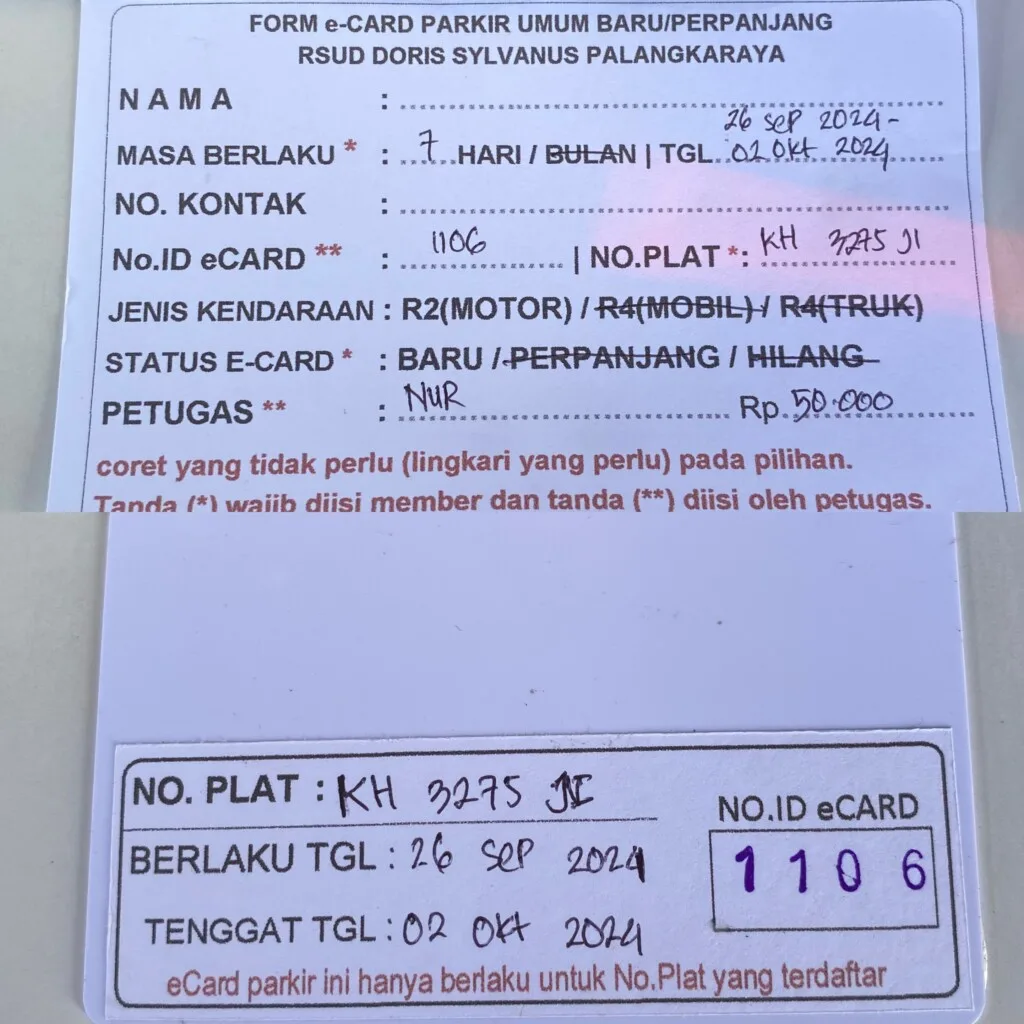 FORM e-CARD PARKIR UMUM BARU/PERPANJANG
RSUD DORIS SYLVANUS PALANGKARAYA
N A M A :
26 sep 2024 -
MASA BERLAKU * : 7 HARI / BULAN | TGL 02 Okt 2024
NO. KONTAK :
No.ID eCARD ** : 1106 | NO.PLAT *: KH 3275 JI
JENIS KENDARAAN : R2(MOTOR) / R4(MOBIL) / R4(TRUK)
STATUS E-CARD * : BARU / PERPANJANG / HILANG
PETUGAS ** : NUR Rp. 50.000
coret yang tidak perlu (lingkari yang perlu) pada pilihan.
Tanda (*) wajib diisi member dan tanda (**) diisi oleh petugas.
NO. PLAT : KH 3275 JI
NO.ID eCARD
BERLAKU TGL : 26 sep 2024
1 1 0 6
TENGGAT TGL : 02 Okt 2024
eCard parkir ini hanya berlaku untuk No.Plat yang terdaftar